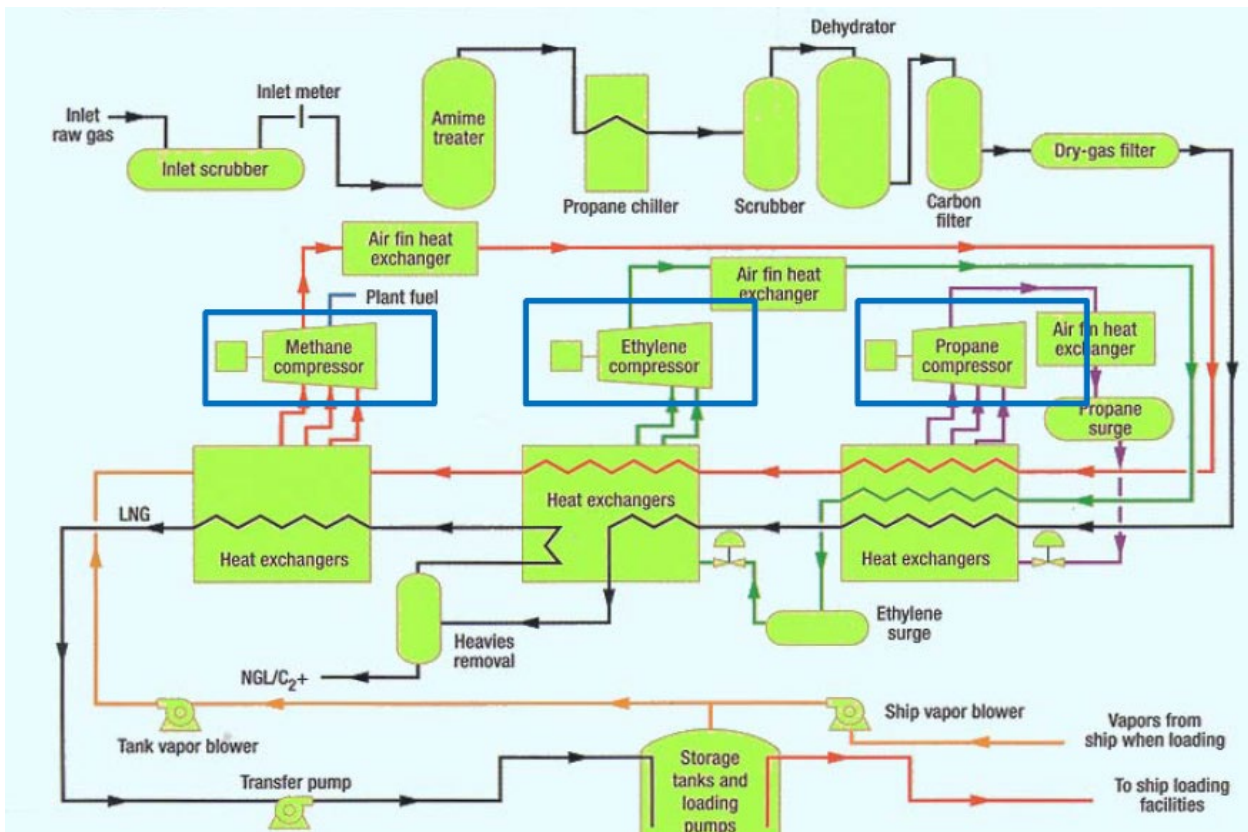 Dehydrator
Inlet meter
Inlet
raw gas
Amime
treater
Inlet scrubber
Dry-gas filter
Propane chiller
Scrubber
Carbon
filter
Air fin heat
exchanger
Air fin heat
exchanger
Plant fuel
Methane
compressor
Ethylene
compressor
Propane
compressor
Air fin heat
exchanger
Propane
surge
Heat exchangers
LNG
Heat exchangers
Heat exchangers
Ethylene
surge
Heavies
removal
NGL/C2+
Ship vapor blower
Vapors from
ship when loading
Tank vapor blower
Storage
tanks and
loading
pumps
Transfer pump
To ship loading
facilities